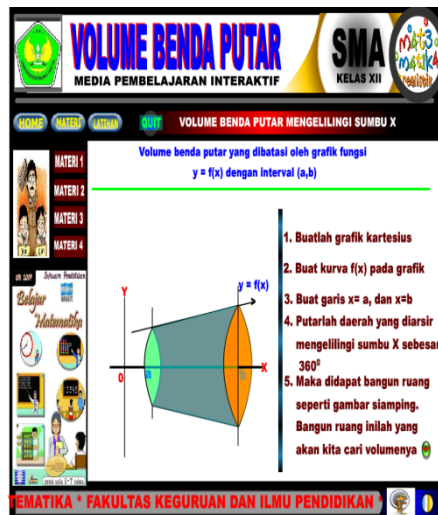 VOLUME BENDA PUTAR
MEDIA PEMBELAJARAN INTERAKTIF
SMA
KELAS XII
HOME
MATERI
LATIHAN
QUIT
VOLUME BENDA PUTAR MENGELILINGI SUMBU X
MATERI 1
MATERI 2
MATERI 3
MATERI 4
Volume benda putar yang dibatasi oleh grafik fungsi
y = f(x) dengan interval (a,b)
Belajar
Matematika
Y
y = f(x)
0
a
b
X
1. Buatlah grafik kartesius
2. Buat kurva f(x) pada grafik
3. Buat garis x= a, dan x=b
4. Putarlah daerah yang diarsir
mengelilingi sumbu X sebesar
360⁰
5. Maka didapat bangun ruang
seperti gambar siamping.
Bangun ruang inilah yang
akan kita cari volumenya
TEMATIKA * FAKULTAS KEGURUAN DAN ILMU PENDIDIKAN *